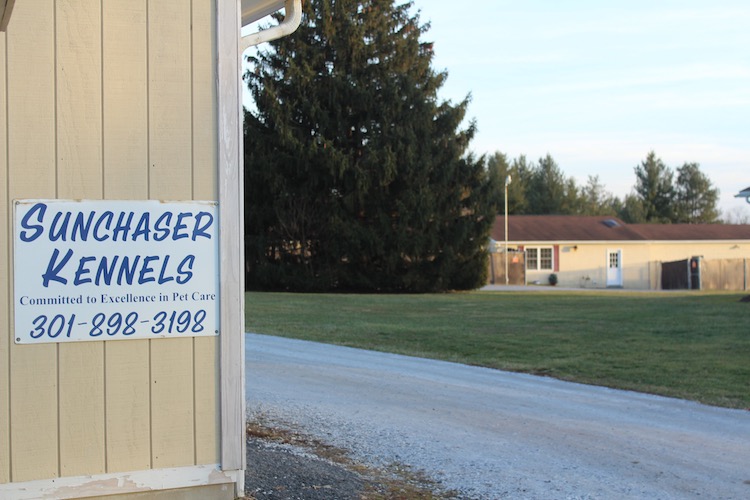 SUNCHASER
KENNELS
Committed to Excellence in Pet Care
301-898-3198